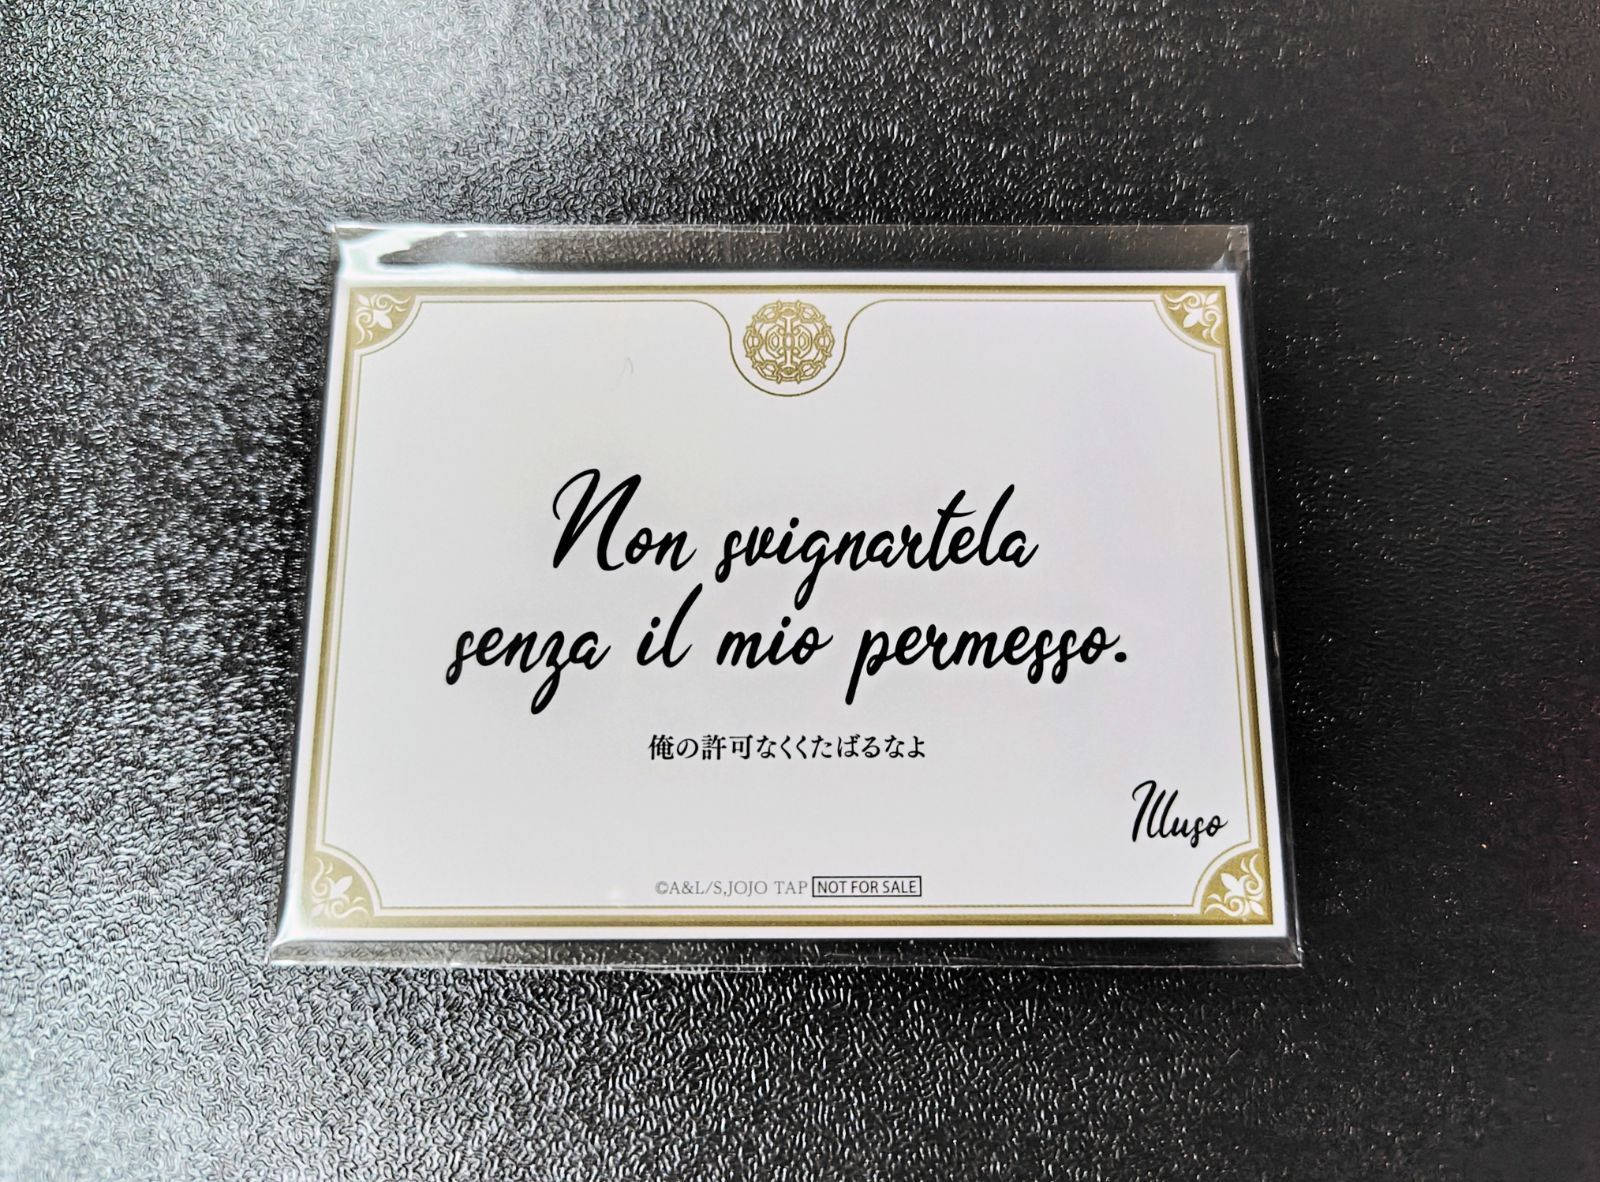 Non svignartela
senza il mio permesso.
俺の許可なくくたばるなよ
Illuso
©A&L/S,JOJO TAP NOT FOR SALE